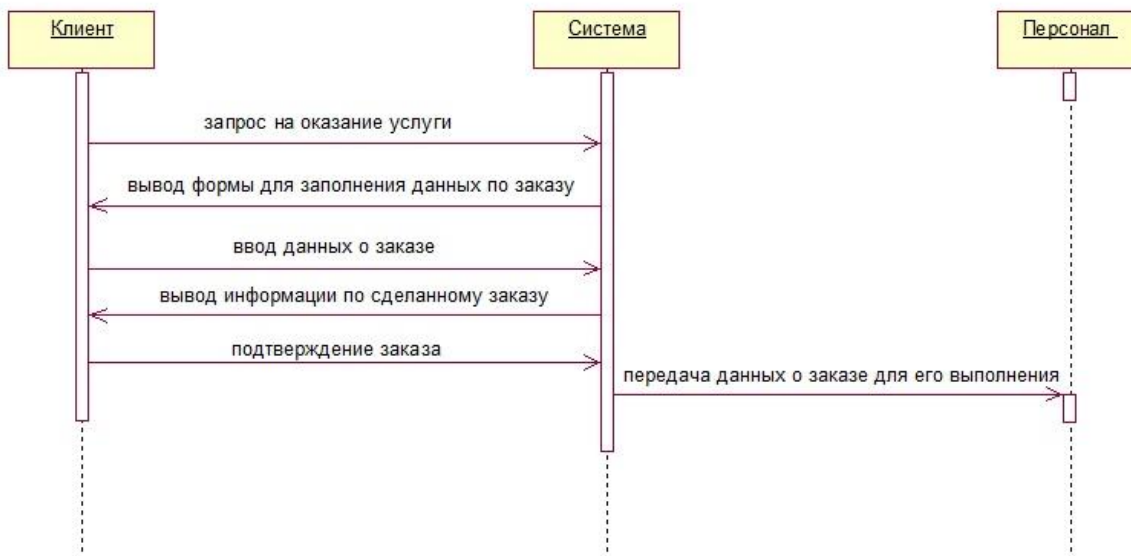 Клиент
Система
Персонал
запрос на оказание услуги
вывод формы для заполнения данных по заказу
ввод данных о заказе
вывод информации по сделанному заказу
подтверждение заказа
передача данных о заказе для его выполнения